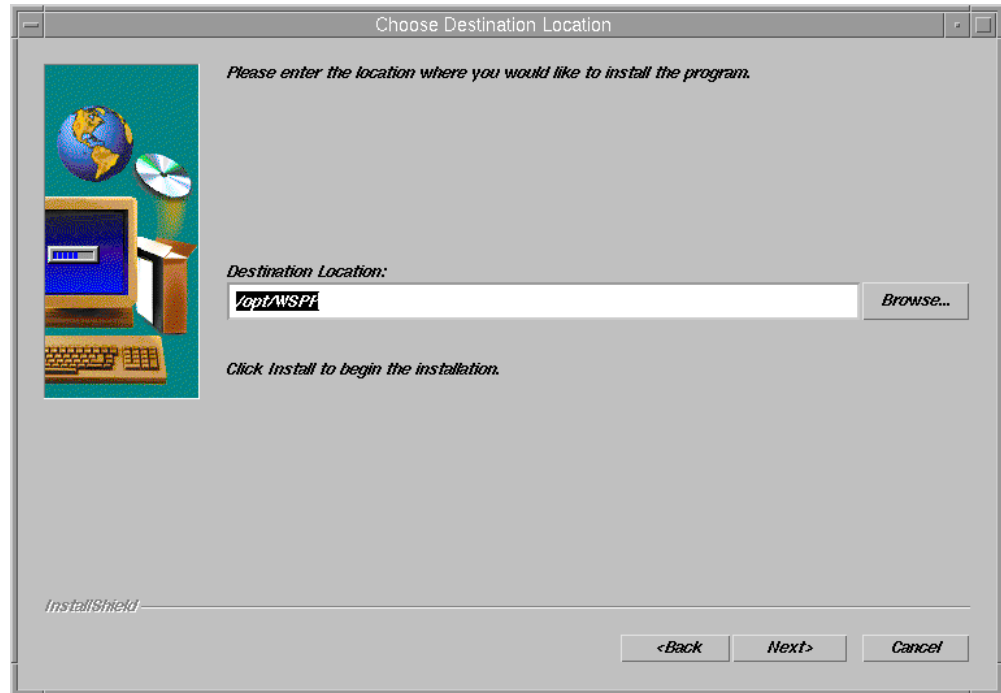 Choose Destination Location
Please enter the location where you would like to install the program.
Destination Location:
/opt/WSPP
Browse...
Click Install to begin the installation.
InstallShield
<Back Next> Cancel